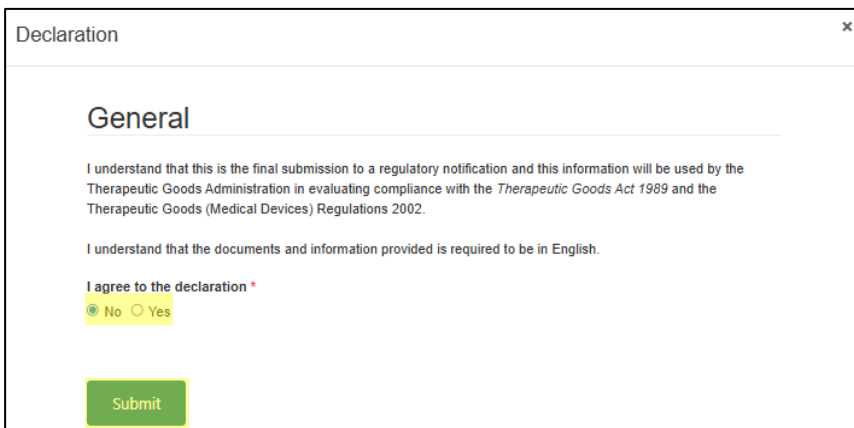 Declaration
×
General
I understand that this is the final submission to a regulatory notification and this information will be used by the
Therapeutic Goods Administration in evaluating compliance with the Therapeutic Goods Act 1989 and the
Therapeutic Goods (Medical Devices) Regulations 2002.
I understand that the documents and information provided is required to be in English.
I agree to the declaration *
No Yes
Submit